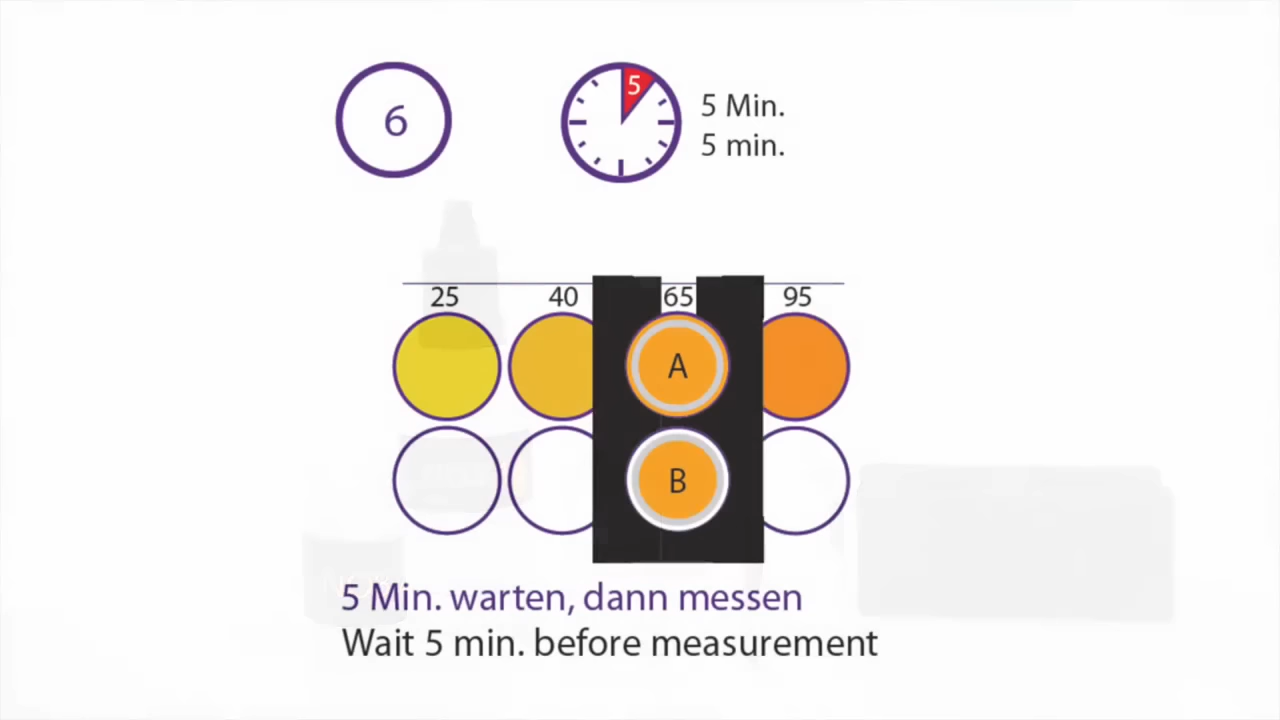 6
5
5 Min.
5 min.
25 40 65 95
A
B
5 Min. warten, dann messen
Wait 5 min. before measurement